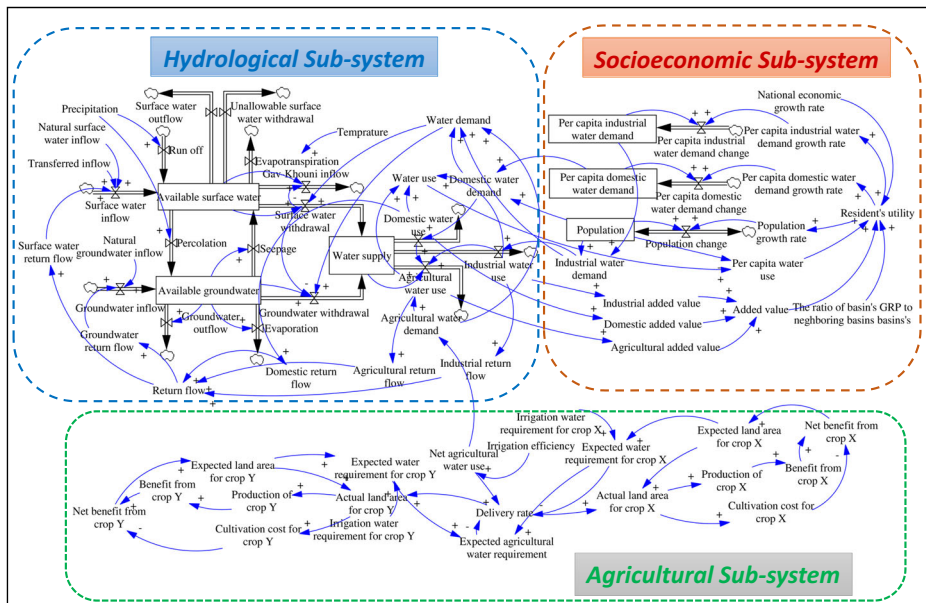 Hydrological Sub-system
Socioeconomic Sub-system
Surface water
outflow
Unallowable surface
water withdrawal
Precipitation
Natural surface
water inflow
Run off
Transferred inflow
Temprature
Water demand
Evapotranspiration
Gav Khouni inflow
Available surface water
Surface water
inflow
Surface water
withdrawal
Water use
Domestic water
demand
Domestic water
use
Surface water
return flow
Natural
groundwater inflow
Percolation
Seepage
Water supply
Agricultural
water use
Industrial water
use
Industrial water
demand
Available groundwater
Groundwater inflow
Groundwater
outflow
Groundwater withdrawal
Evaporation
Agricultural water
demand
Groundwater
return flow
Domestic return
flow
Agricultural return
flow
Industrial return
flow
Return flow
National economic
growth rate
Per capita industrial
water demand
Per capita industrial
water demand change
Per capita industrial water
demand growth rate
Per capita domestic
water demand
Per capita domestic
water demand change
Per capita domestic water
demand growth rate
Resident's utility
Population
Population change
Population
growth rate
Per capita water
use
Industrial added value
Domestic added value
Agricultural added value
Added value
The ratio of basin's GRP to
neighboring basins basins's
Irrigation water
requirement for crop X
Irrigation efficiency
Net agricultural
water use
Expected water
requirement for crop X
Expected land area
for crop X
Net benefit
from crop X
Benefit from
crop X
Production of
crop X
Actual land area
for crop X
Cultivation cost for
crop X
Expected land area
for crop Y
Expected water
requirement for crop Y
Benefit from
crop Y
Production of
crop Y
Actual land area
for crop Y
Net benefit from
crop Y
Cultivation cost for
crop Y
Irrigation water
requirement for crop Y
Delivery rate
Expected agricultural
water requirement
Agricultural Sub-system